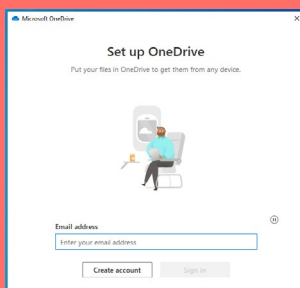 Microsoft OneDrive
Set up OneDrive
Put your files in OneDrive to get them from any device.
Email address
Enter your email address
Create account
Sign in